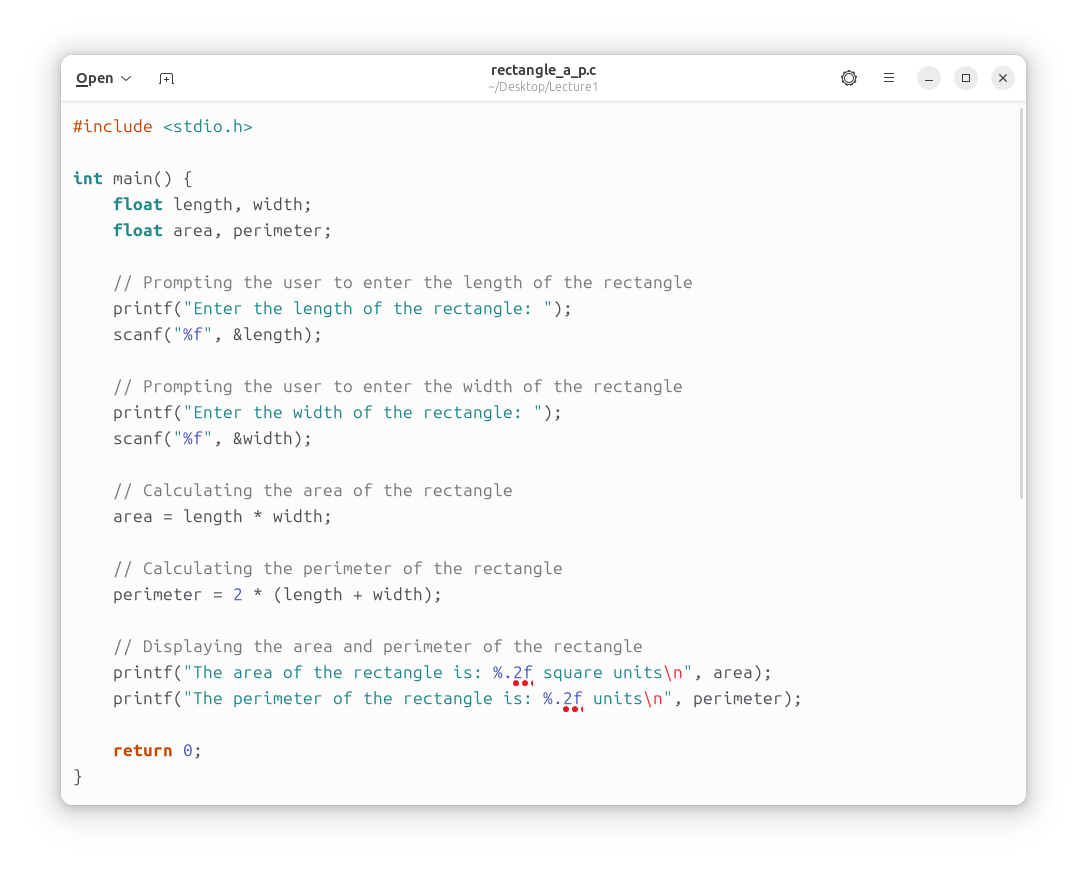 Open
rectangle_a_p.c
~/Desktop/Lecture1
#include <stdio.h>
int main() {
    float length, width;
    float area, perimeter;
    // Prompting the user to enter the length of the rectangle
    printf("Enter the length of the rectangle: ");
    scanf("%f", &length);
    // Prompting the user to enter the width of the rectangle
    printf("Enter the width of the rectangle: ");
    scanf("%f", &width);
    // Calculating the area of the rectangle
    area = length * width;
    // Calculating the perimeter of the rectangle
    perimeter = 2 * (length + width);
    // Displaying the area and perimeter of the rectangle
    printf("The area of the rectangle is: %.2f square units\n", area);
    printf("The perimeter of the rectangle is: %.2f units\n", perimeter);
    return 0;
}